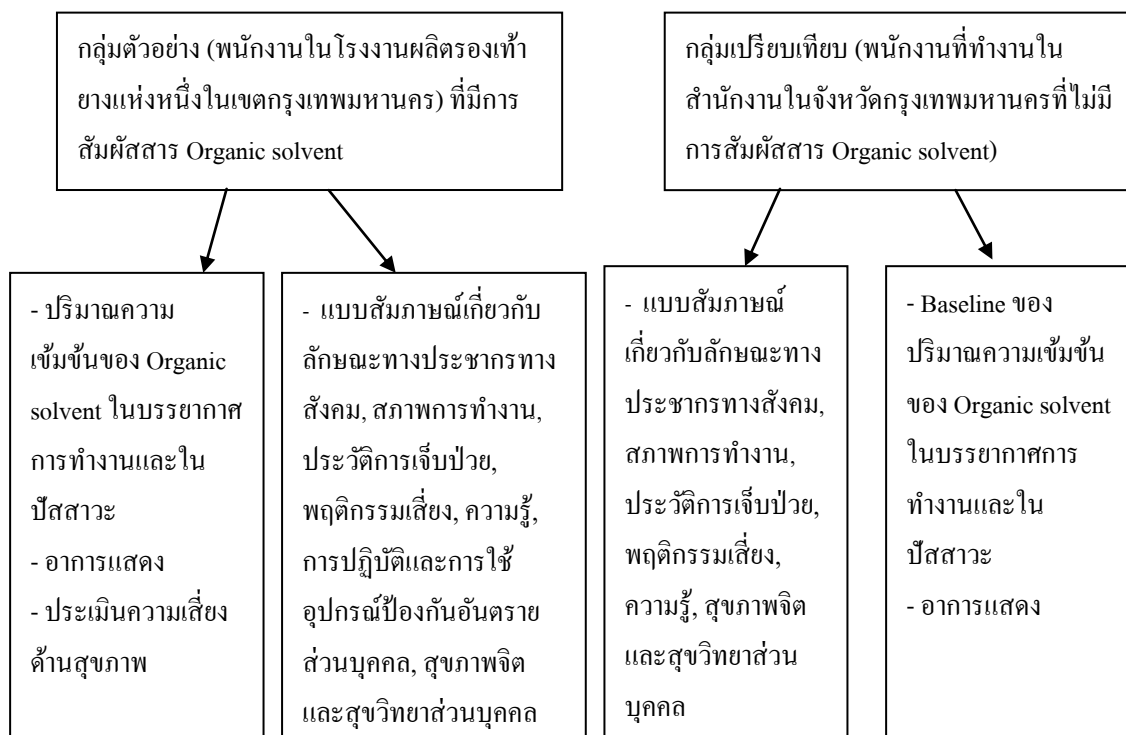 กลุ่มตัวอย่าง (พนักงานในโรงงานผลิตรองเท้า
ยางแห่งหนึ่งในเขตกรุงเทพมหานคร) ที่มีการ
สัมผัสสาร Organic solvent
กลุ่มเปรียบเทียบ (พนักงานที่ทำงานใน
สำนักงานในจังหวัดกรุงเทพมหานครที่ไม่มี
การสัมผัสสาร Organic solvent)
- ปริมาณความ
เข้มข้นของ Organic
solvent ในบรรยากาศ
การทำงานและใน
ปัสสาวะ
- อาการแสดง
- ประเมินความเสี่ยง
ด้านสุขภาพ
- แบบสัมภาษณ์เกี่ยวกับ
ลักษณะทางประชากรทาง
สังคม, สภาพการทำงาน,
ประวัติการเจ็บป่วย,
พฤติกรรมเสี่ยง, ความรู้,
การปฏิบัติและการใช้
อุปกรณ์ป้องกันอันตราย
ส่วนบุคคล, สุขภาพจิต
และสุขวิทยาส่วนบุคคล
- แบบสัมภาษณ์
เกี่ยวกับลักษณะทาง
ประชากรทางสังคม,
สภาพการทำงาน,
ประวัติการเจ็บป่วย,
พฤติกรรมเสี่ยง,
ความรู้, สุขภาพจิต
และสุขวิทยาส่วน
บุคคล
- Baseline ของ
ปริมาณความเข้มข้น
ของ Organic solvent
ในบรรยากาศการ
ทำงานและใน
ปัสสาวะ
- อาการแสดง